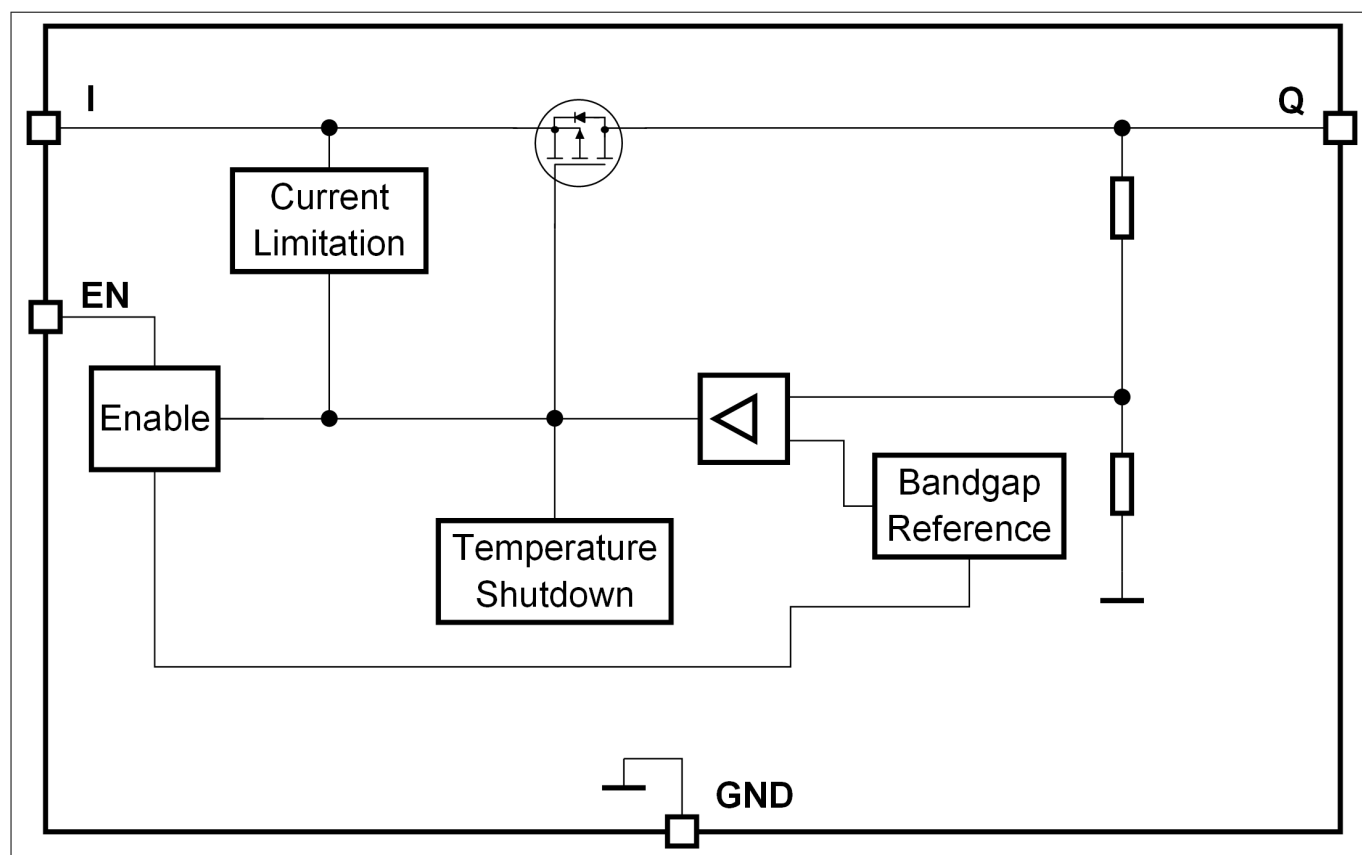 I
Q
Current
Limitation
EN
Enable
Bandgap
Reference
Temperature
Shutdown
GND